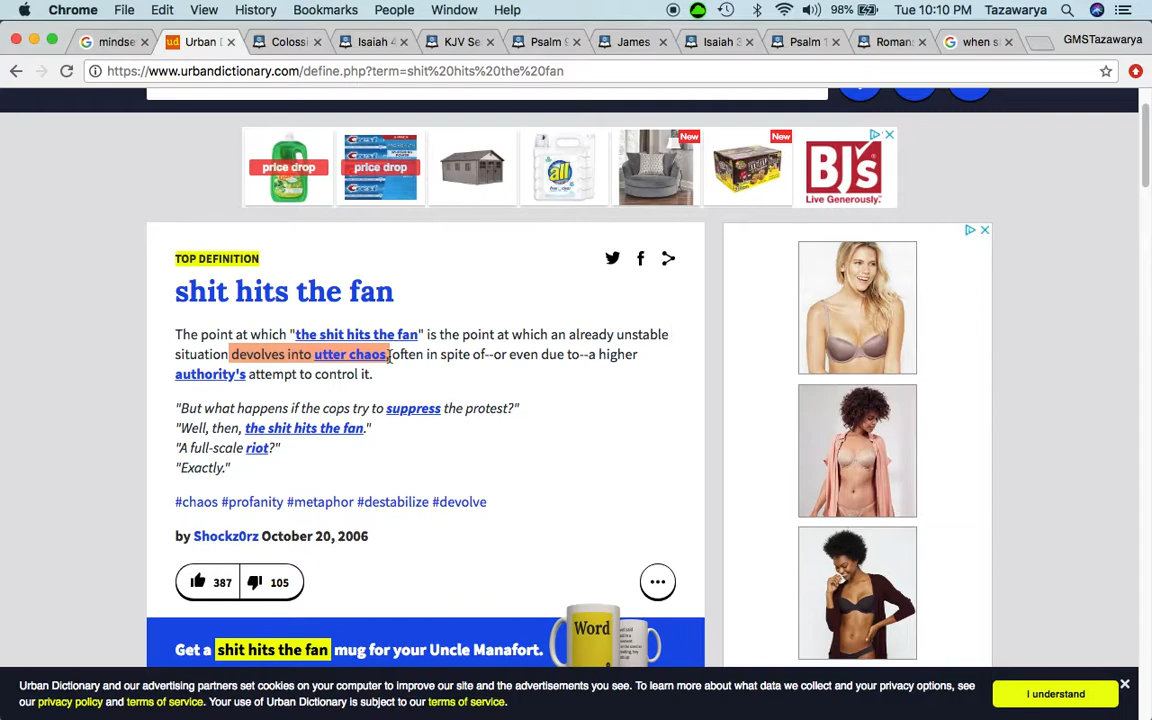 Chrome File Edit View History Bookmarks People Window Help 98% Tue 10:10 PM Tazawarya
mindse Urban Colossi Isaiah 4 KJV Se Psalm 9 James Isaiah 3 Psalm 1 Romans when s GMSTazawarya
https://www.urbandictionary.com/define.php?term=shit%20hits%20the%20fan
price drop price drop all New New BJ's
Live Generously.
TOP DEFINITION
shit hits the fan
The point at which "the shit hits the fan" is the point at which an already unstable
situation devolves into utter chaos, often in spite of--or even due to--a higher
authority's attempt to control it.
"But what happens if the cops try to suppress the protest?"
"Well, then, the shit hits the fan."
"A full-scale riot?"
"Exactly."
#chaos #profanity #metaphor #destabilize #devolve
by Shockz0rz October 20, 2006
387 105
Word
Get a shit hits the fan mug for your Uncle Manafort.
Urban Dictionary and our advertising partners set cookies on your computer to improve our site and the advertisements you see. To learn more about what data we collect and your privacy options, see
our privacy policy and terms of service. Your use of Urban Dictionary is subject to our terms of service.
I understand